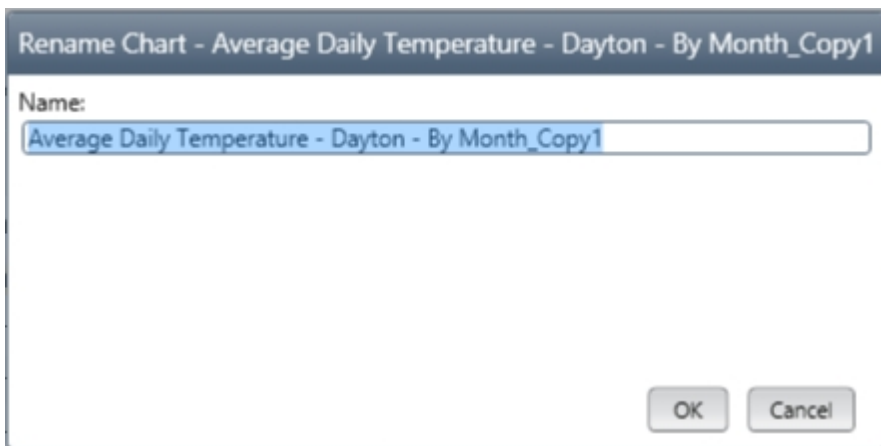 Rename Chart - Average Daily Temperature - Dayton - By Month_Copy1
Name:
Average Daily Temperature - Dayton - By Month_Copy1
OK
Cancel